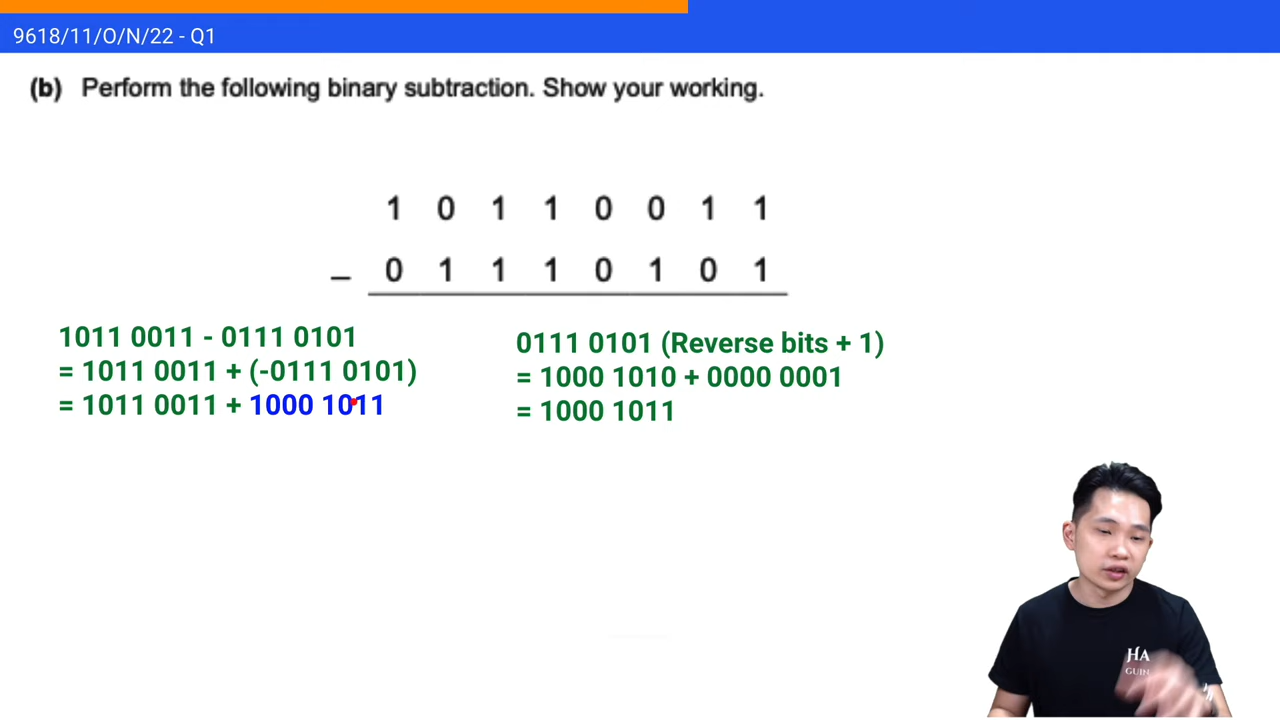 9618/11/O/N/22 - Q1
(b) Perform the following binary subtraction. Show your working.
1 0 1 1 0 0 1 1
– 0 1 1 1 0 1 0 1
1011 0011 - 0111 0101
= 1011 0011 + (-0111 0101)
= 1011 0011 + 1000 1011
0111 0101 (Reverse bits + 1)
= 1000 1010 + 0000 0001
= 1000 1011
HA
GUIN